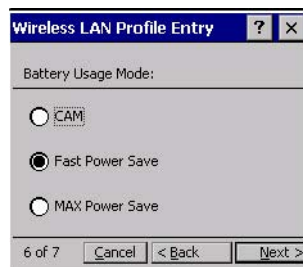 Wireless LAN Profile Entry ? ×
Battery Usage Mode:
CAM
Fast Power Save
MAX Power Save
6 of 7 Cancel < Back Next >